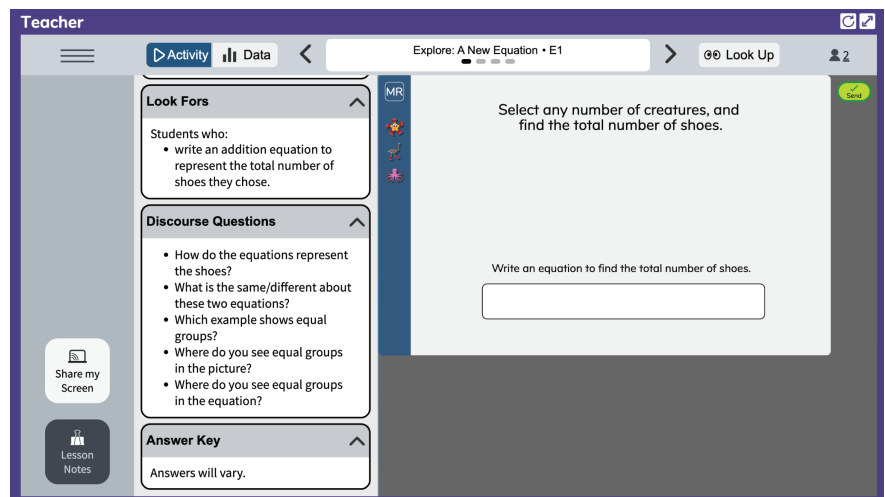 Teacher
Activity
Data
Explore: A New Equation • E1
Look Up
2
Look Fors
Students who:
• write an addition equation to
represent the total number of
shoes they chose.
Discourse Questions
• How do the equations represent
the shoes?
• What is the same/different about
these two equations?
• Which example shows equal
groups?
• Where do you see equal groups
in the picture?
• Where do you see equal groups
in the equation?
Answer Key
Answers will vary.
Share my
Screen
Lesson
Notes
MR
Select any number of creatures, and
find the total number of shoes.
Write an equation to find the total number of shoes.
Send